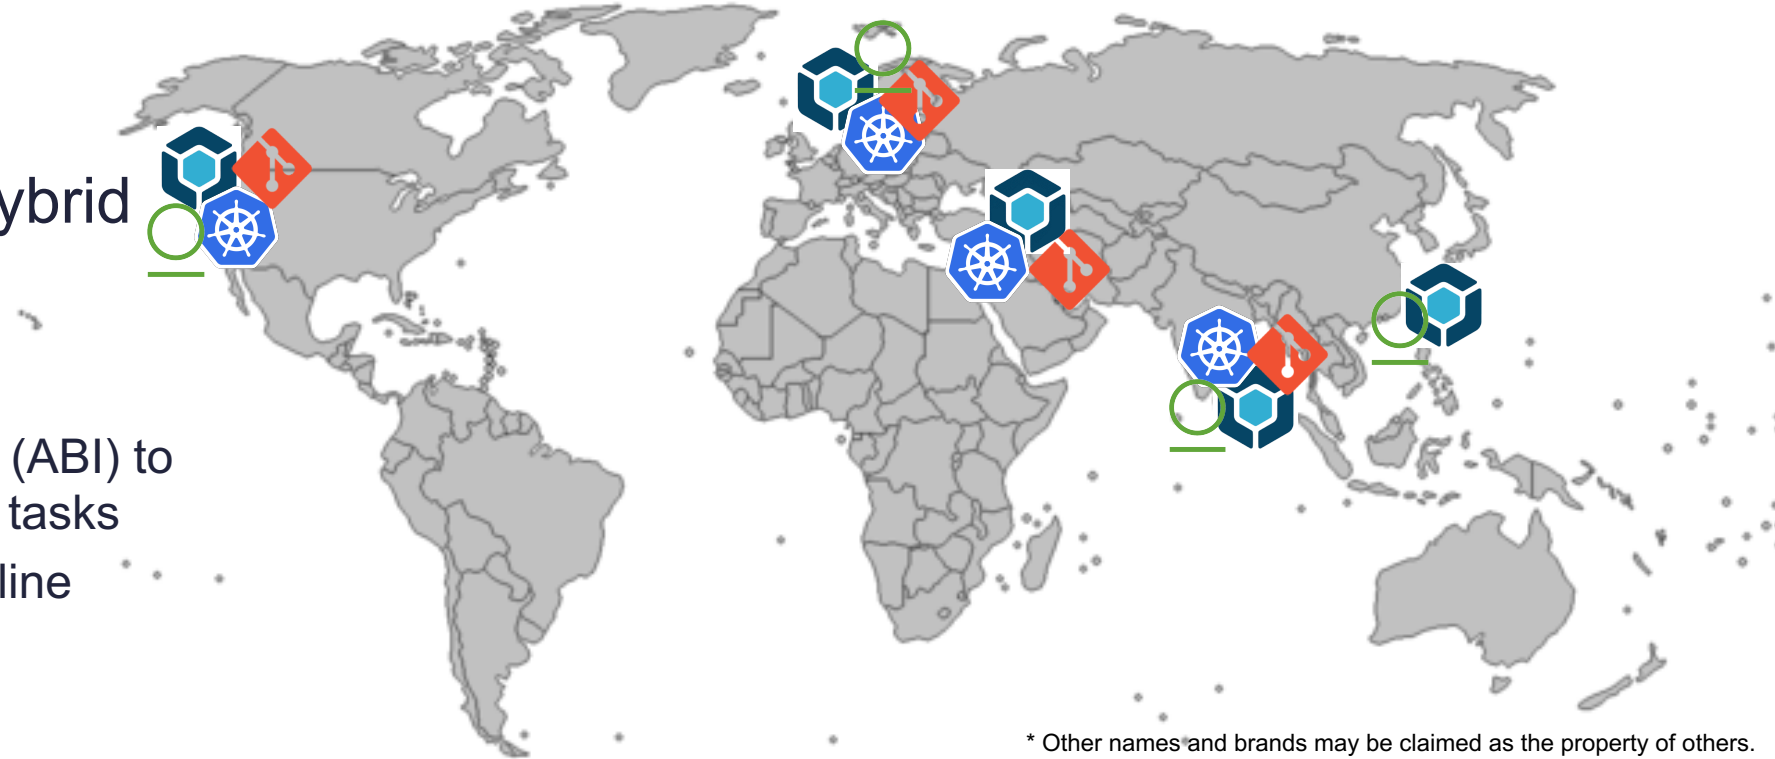 ybrid
(ABI) to
tasks
line
* Other names and brands may be claimed as the property of others.